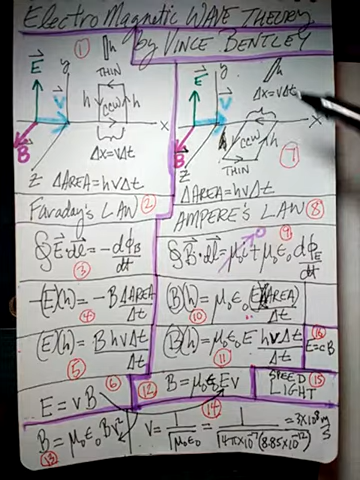 ElectroMagnetic WAVE THEORY
by VINCE BENTLEY
①
h
THIN
y
E
V
h
ccw
h
B
x
Z
Δx = vΔt
ΔAREA = hvΔt
h
Δx = vΔt
y
E
V
h
ccw
h
B
x
THIN
⑦
Z
ΔAREA = hvΔt
Faraday's LAW ②
∮E·dl = -dϕB/dt
③
-(E)(h) = -BΔAREA/Δt
④
(E)(h) = B hvΔt/Δt
⑤
E = vB ⑥
B = μ₀ε₀Bv²
⑬
AMPERE'S LAW ⑧
⑨
∮B·dl = μ₀i + μ₀ε₀ dϕE/dt
0
(B)(h) = μ₀ε₀ (E)(AREA)/Δt
⑩
(B)(h) = μ₀ε₀ E hvΔt/Δt
⑪
⑯
E=cB
⑫ B = μ₀ε₀Ev
SPEED ⑮
LIGHT
⑭
V = 1/√μ₀ε₀ = 1/√4π×10⁻⁷(8.85×10⁻¹²) = 3×10⁸ m/s